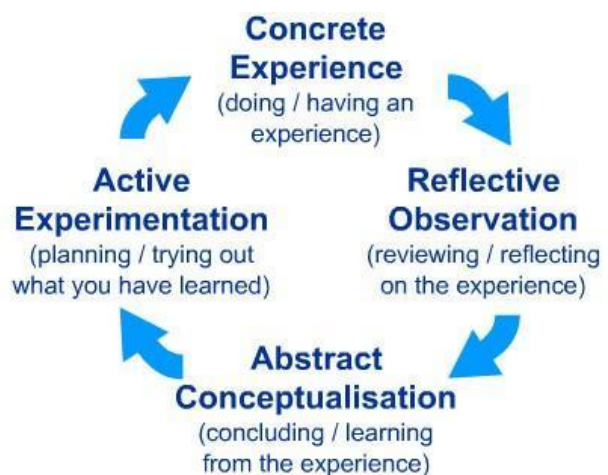 Concrete
Experience
(doing / having an
experience)
Reflective
Observation
(reviewing / reflecting
on the experience)
Abstract
Conceptualisation
(concluding / learning
from the experience)
Active
Experimentation
(planning / trying out
what you have learned)